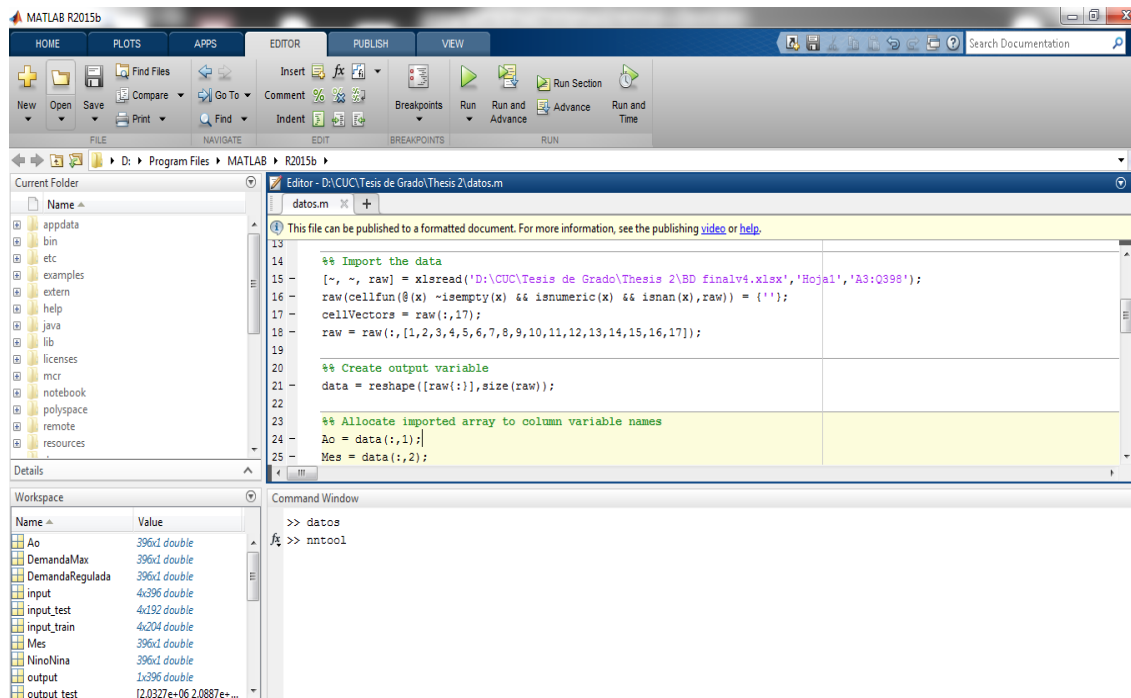 MATLAB R2015b
HOME PLOTS APPS EDITOR PUBLISH VIEW Search Documentation
New Open Save Find Files Compare Print
FILE
Go To Find
NAVIGATE
Insert fx
Comment
Indent
EDIT
Breakpoints
BREAKPOINTS
Run Run and Advance Run Section Advance Run and Time
RUN
D: Program Files MATLAB R2015b
Current Folder
Name
appdata
bin
etc
examples
extern
help
java
lib
licenses
mcr
notebook
polyspace
remote
resources
Details
Workspace
Name Value
Ao 396x1 double
DemandaMax 396x1 double
DemandaRegulada 396x1 double
input 4x396 double
input_test 4x192 double
input_train 4x204 double
Mes 396x1 double
NinoNina 396x1 double
output 1x396 double
output_test [2.0327e+06 2.0887e+...
Editor - D:\CUC\Tesis de Grado\Thesis 2\datos.m
datos.m
This file can be published to a formatted document. For more information, see the publishing video or help.
13
14 %% Import the data
15 - [~, ~, raw] = xlsread('D:\CUC\Tesis de Grado\Thesis 2\BD finalv4.xlsx','Hoja1','A3:Q398');
16 - raw(cellfun(@(x) ~isempty(x) && isnumeric(x) && isnan(x),raw)) = {''};
17 - cellVectors = raw(:,17);
18 - raw = raw(:,[1,2,3,4,5,6,7,8,9,10,11,12,13,14,15,16,17]);
19
20 %% Create output variable
21 - data = reshape([raw{:}],size(raw));
22
23 %% Allocate imported array to column variable names
24 - Ao = data(:,1);
25 - Mes = data(:,2);
Command Window
>> datos
fx >> nntool